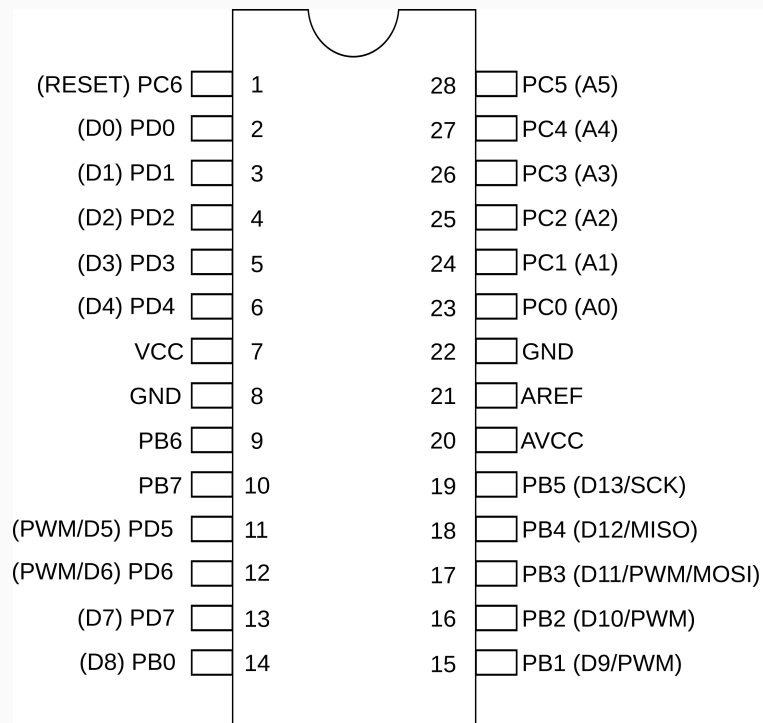 (RESET) PC6 1 28 PC5 (A5)
(D0) PD0 2 27 PC4 (A4)
(D1) PD1 3 26 PC3 (A3)
(D2) PD2 4 25 PC2 (A2)
(D3) PD3 5 24 PC1 (A1)
(D4) PD4 6 23 PC0 (A0)
VCC 7 22 GND
GND 8 21 AREF
PB6 9 20 AVCC
PB7 10 19 PB5 (D13/SCK)
(PWM/D5) PD5 11 18 PB4 (D12/MISO)
(PWM/D6) PD6 12 17 PB3 (D11/PWM/MOSI)
(D7) PD7 13 16 PB2 (D10/PWM)
(D8) PB0 14 15 PB1 (D9/PWM)